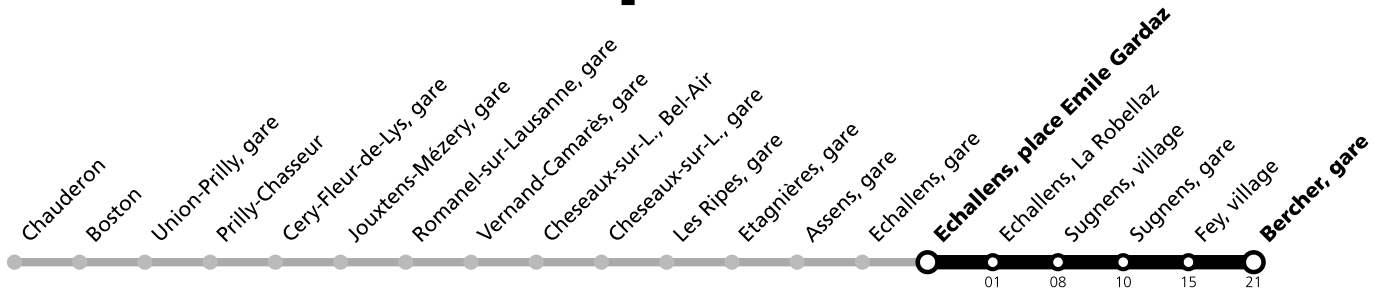 Chauderon
Boston
Union-Prilly, gare
Prilly-Chasseur
Cery-Fleur-de-Lys, gare
Jouxtens-Mézery, gare
Romanel-sur-Lausanne, gare
Vernand-Camarès, gare
Cheseaux-sur-L., Bel-Air
Cheseaux-sur-L., gare
Les Ripes, gare
Etagnières, gare
Assens, gare
Echallens, gare
Echallens, place Emile Gardaz
Echallens, La Robellaz
Sugnens, village
Sugnens, gare
Fey, village
Bercher, gare
01 08 10 15 21